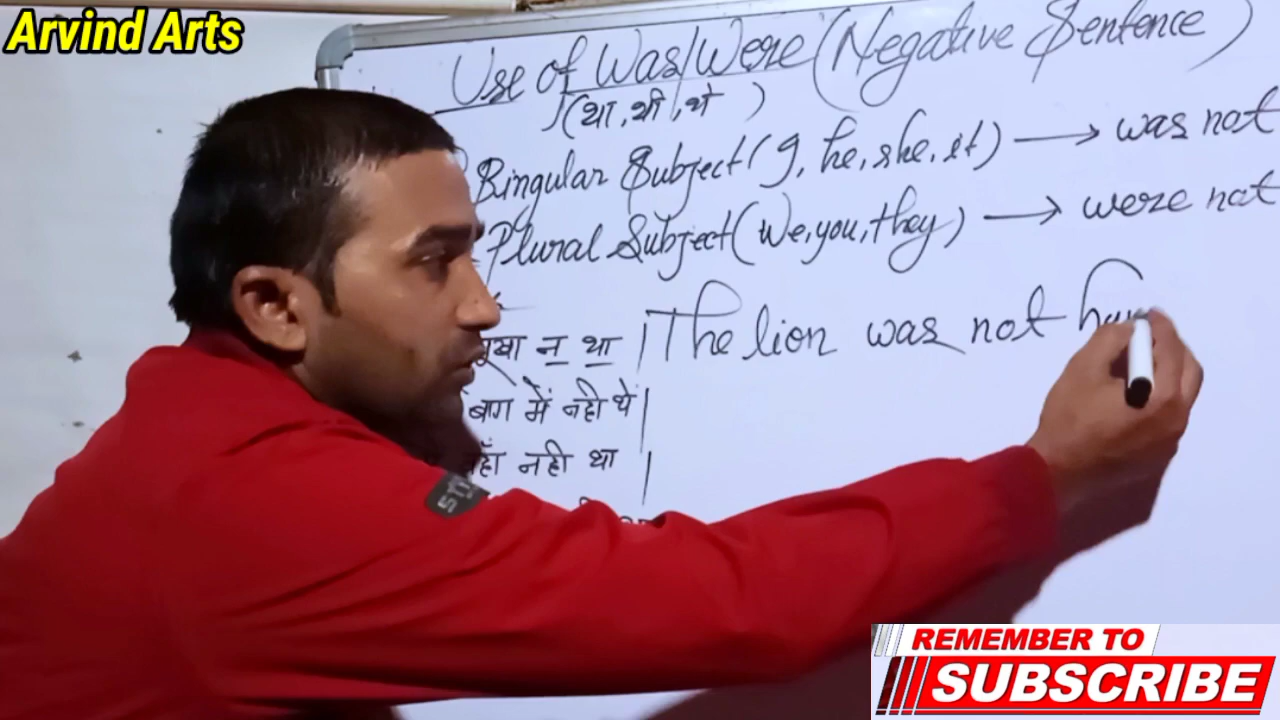 Arvind Arts
Use of Was/Were (Negative Sentence)
(था, थी, थे)
Singular Subject (I, he, she, it) → was not
Plural Subject (We, you, they) → were not
न था | The lion was not
बाग में नही थे |
नही था |
REMEMBER TO
SUBSCRIBE